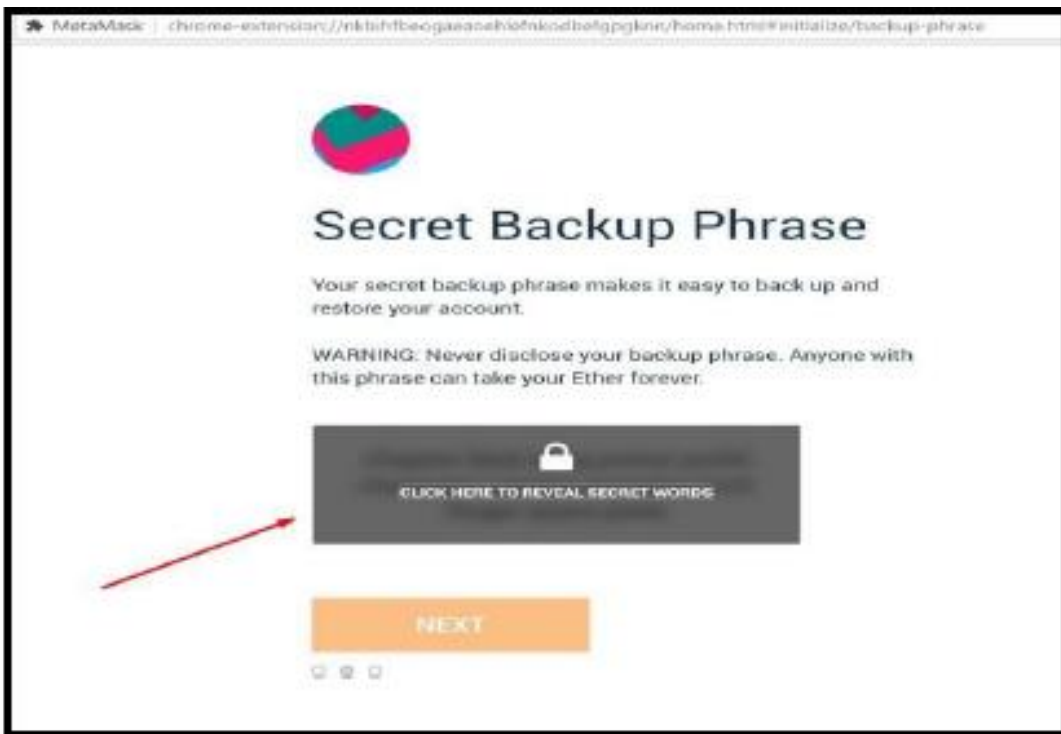 MetaMask
Secret Backup Phrase
Your secret backup phrase makes it easy to back up and
restore your account.
WARNING: Never disclose your backup phrase. Anyone with
this phrase can take your Ether forever.
CLICK HERE TO REVEAL SECRET WORDS
NEXT